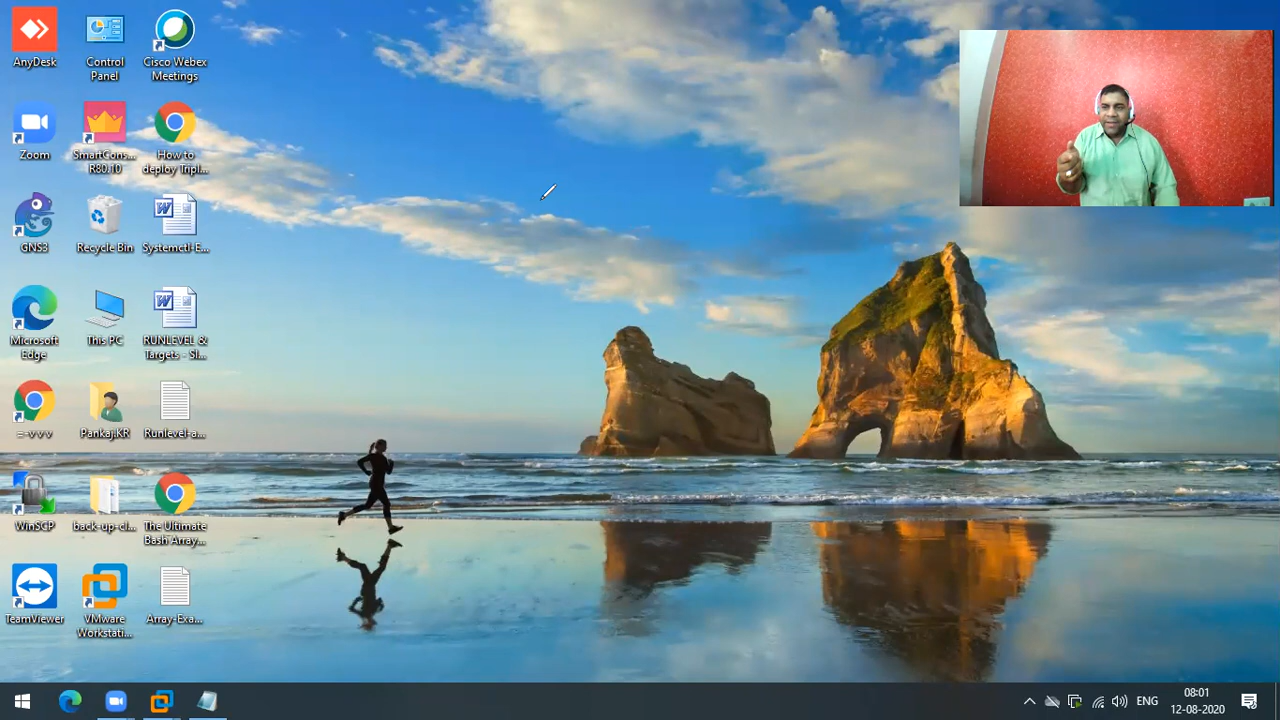 AnyDesk
Control
Panel
Cisco Webex
Meetings
Zoom
SmartCons...
R80.10
How to
deploy Tripl...
GNS3
Recycle Bin
Systemctl-E...
Microsoft
Edge
This PC
RUNLEVEL &
Targets - Sl...
=-v v v
Pankaj.KR
Runlevel-a...
WinSCP
back-up-cl...
The Ultimate
Bash Array...
TeamViewer
VMware
Workstati...
Array-Exa...
ENG
08:01
12-08-2020